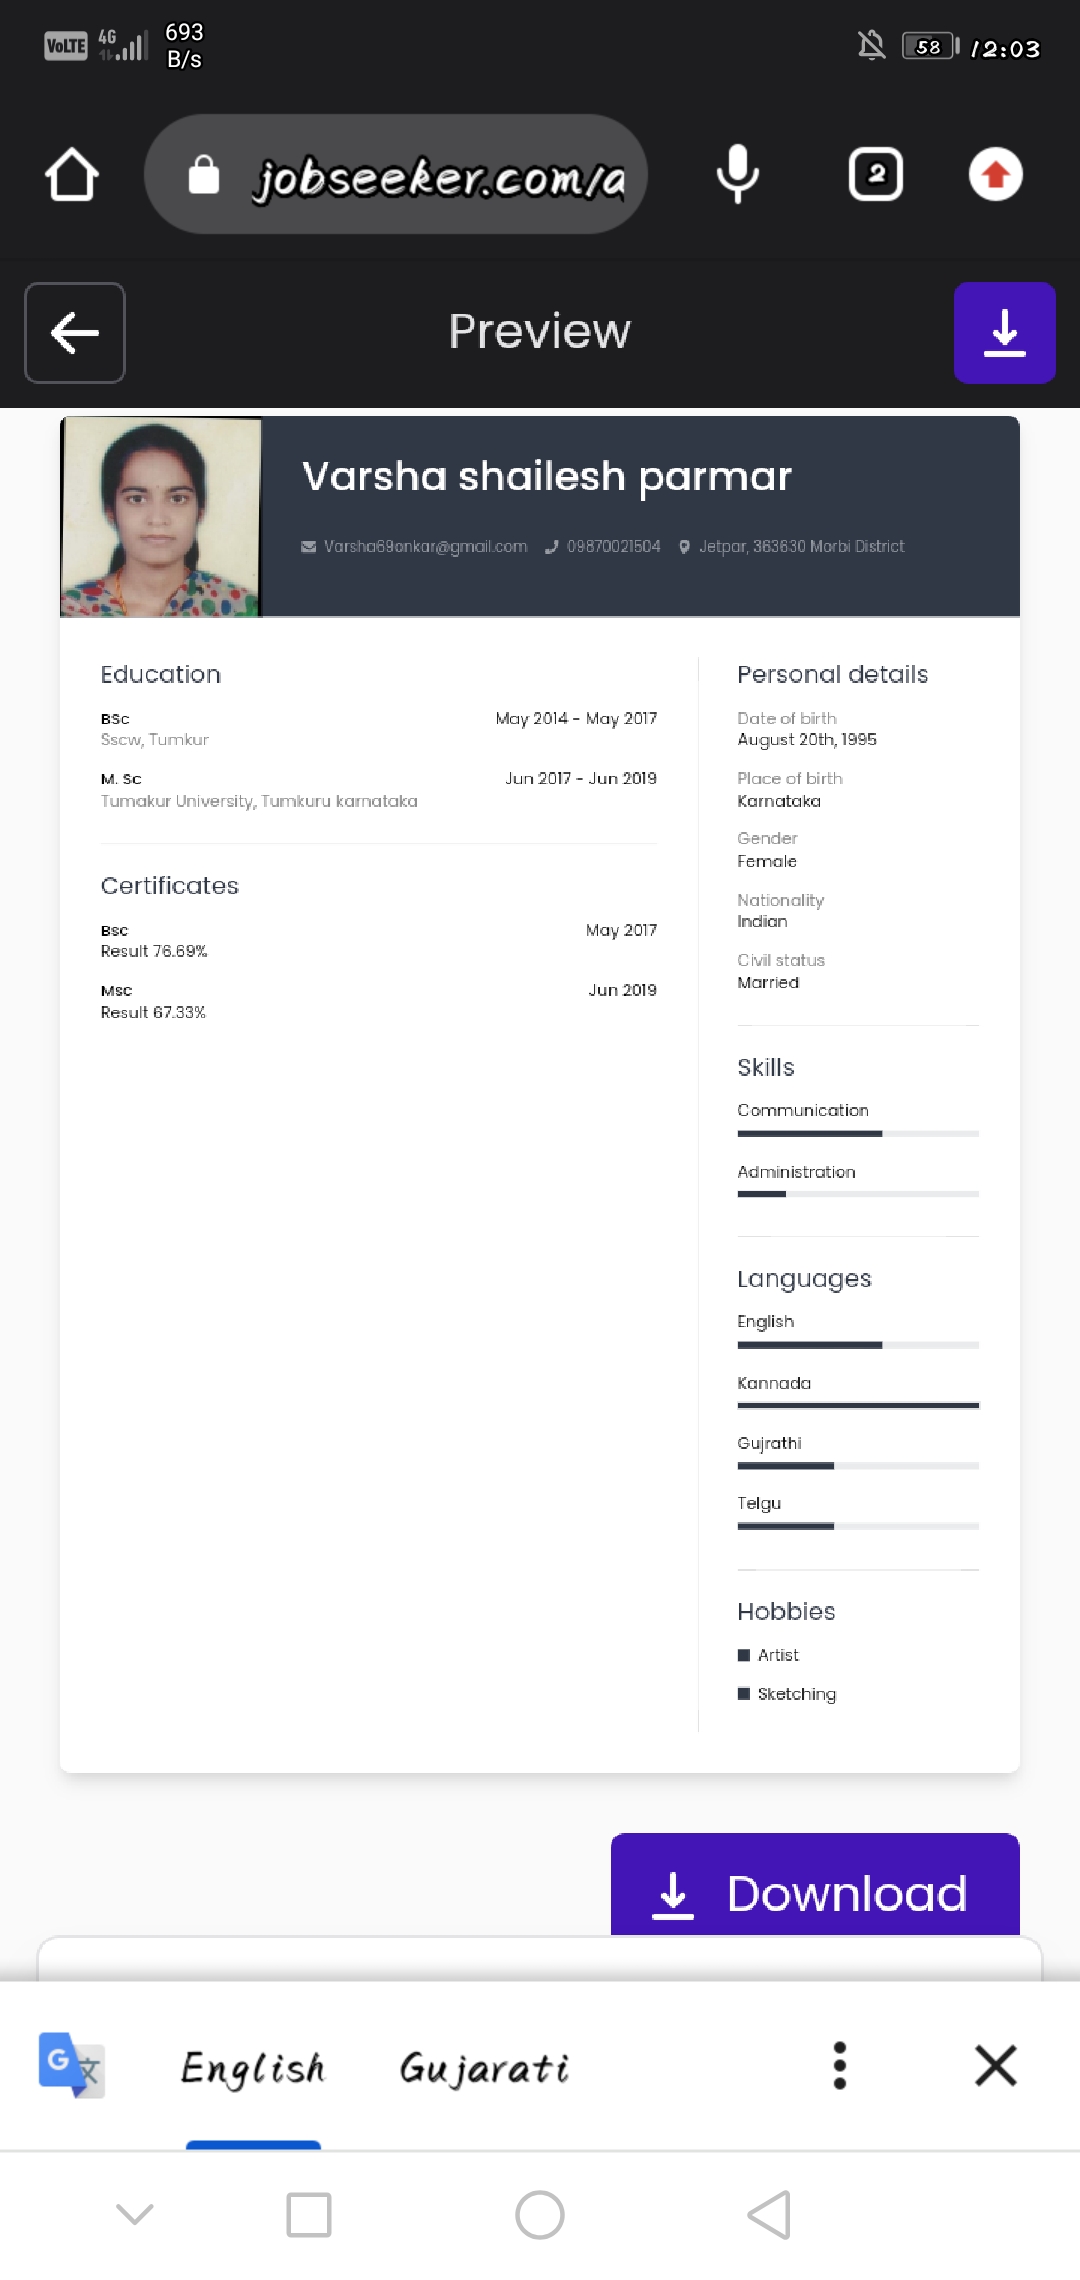 VoLTE 4G 693 B/s 58 12:03
jobseeker.com/a 2
Preview
Varsha shailesh parmar
Varsha69onkar@gmail.com 09870021504 Jetpar, 363630 Morbi District
Education
BSc May 2014 - May 2017
Sscw, Tumkur
M. Sc Jun 2017 - Jun 2019
Tumakur University, Tumkuru karnataka
Certificates
Bsc May 2017
Result 76.69%
Msc Jun 2019
Result 67.33%
Personal details
Date of birth
August 20th, 1995
Place of birth
Karnataka
Gender
Female
Nationality
Indian
Civil status
Married
Skills
Communication
Administration
Languages
English
Kannada
Gujrathi
Telgu
Hobbies
Artist
Sketching
Download
G 文 English Gujarati